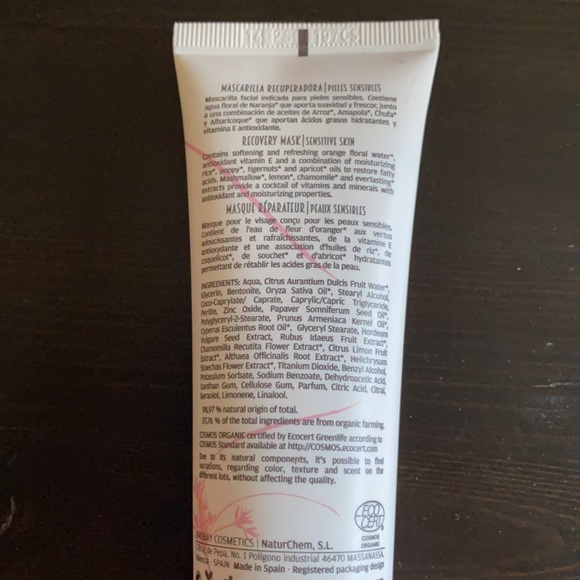 MASCARILLA RECUPERADORA | PIELES SENSIBLES
Mascarilla facial indicada para pieles sensibles. Contiene
agua floral de Naranja* que aporta suavidad y frescor, junto
a una combinación de aceites de Arroz*, Amapola*, Chufa*
y Albaricoque* que aportan ácidos grasos hidratantes y
vitamina E antioxidante.
RECOVERY MASK | SENSITIVE SKIN
Contains softening and refreshing orange floral water*,
antioxidant vitamin E and a combination of moisturizing
rice*, poppy*, tigernuts* and apricot* oils to restore fatty
acids. Mashmallow*, lemon*, chamomille* and everlasting*
extracts provide a cocktail of vitamins and minerals with
antioxidant and moisturizing properties.
MASQUE RÉPARATEUR | PEAUX SENSIBLES
Masque pour le visage conçu pour les peaux sensibles.
Contient de l'eau de fleur d'oranger* aux vertus
adoucissantes et rafraîchissantes, de la vitamine E
antioxydante et une association d'huiles de riz*, de
coquelicot*, de souchet* et d'abricot* hydratantes
permettant de rétablir les acides gras de la peau.
INGREDIENTS: Aqua, Citrus Aurantium Dulcis Fruit Water*,
Glycerin, Bentonite, Oryza Sativa Oil*, Stearyl Alcohol,
Coco-Caprylate/ Caprate, Caprylic/Capric Triglyceride,
Perlite, Zinc Oxide, Papaver Somniferum Seed Oil*,
Polyglyceryl-2-Stearate, Prunus Armeniaca Kernel Oil*,
Cyperus Esculentus Root Oil*, Glyceryl Stearate, Hordeum
Vulgare Seed Extract, Rubus Idaeus Fruit Extract*,
Chamomilla Recutita Flower Extract*, Citrus Limon Fruit
Extract*, Althaea Officinalis Root Extract*, Helichrysum
Stoechas Flower Extract*, Titanium Dioxide, Benzyl Alcohol,
Potassium Sorbate, Sodium Benzoate, Dehydroacetic Acid,
Xanthan Gum, Cellulose Gum, Parfum, Citric Acid, Citral,
Geraniol, Limonene, Linalool.
98,97 % natural origin of total.
37,76 % of the total ingredients are from organic farming.
COSMOS ORGANIC certified by Ecocert Greenlife according to
COSMOS Standard available at http://COSMOS.ecocert.com
Due to its natural components, it's possible to find
variations, regarding color, texture and scent on the
different lots, without affecting the quality.
ECO
CERT
COSMOS
ORGANIC
COSMETICS | NaturChem, S.L.
de Pepa, No. 1 Polígono industrial 46470 MASSANASSA,
SPAIN Made in Spain - Registered packaging design